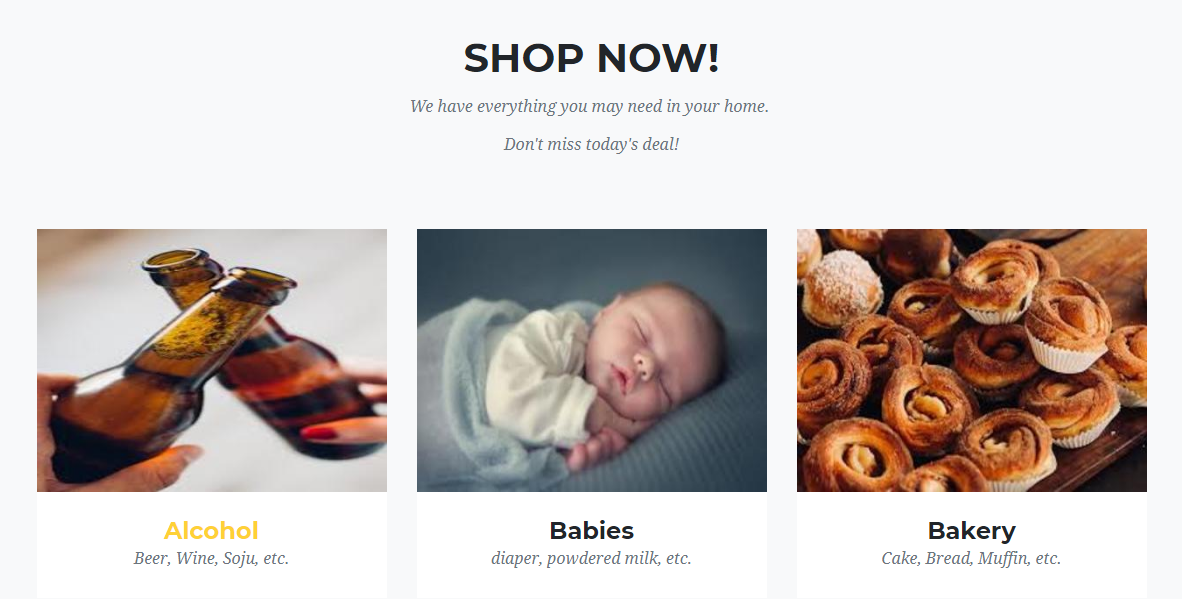 SHOP NOW!
We have everything you may need in your home.
Don't miss today's deal!
Alcohol
Beer, Wine, Soju, etc.
Babies
diaper, powdered milk, etc.
Bakery
Cake, Bread, Muffin, etc.